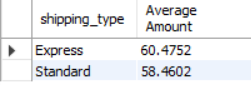 shipping_type Average
Amount
Express 60.4752
Standard 58.4602